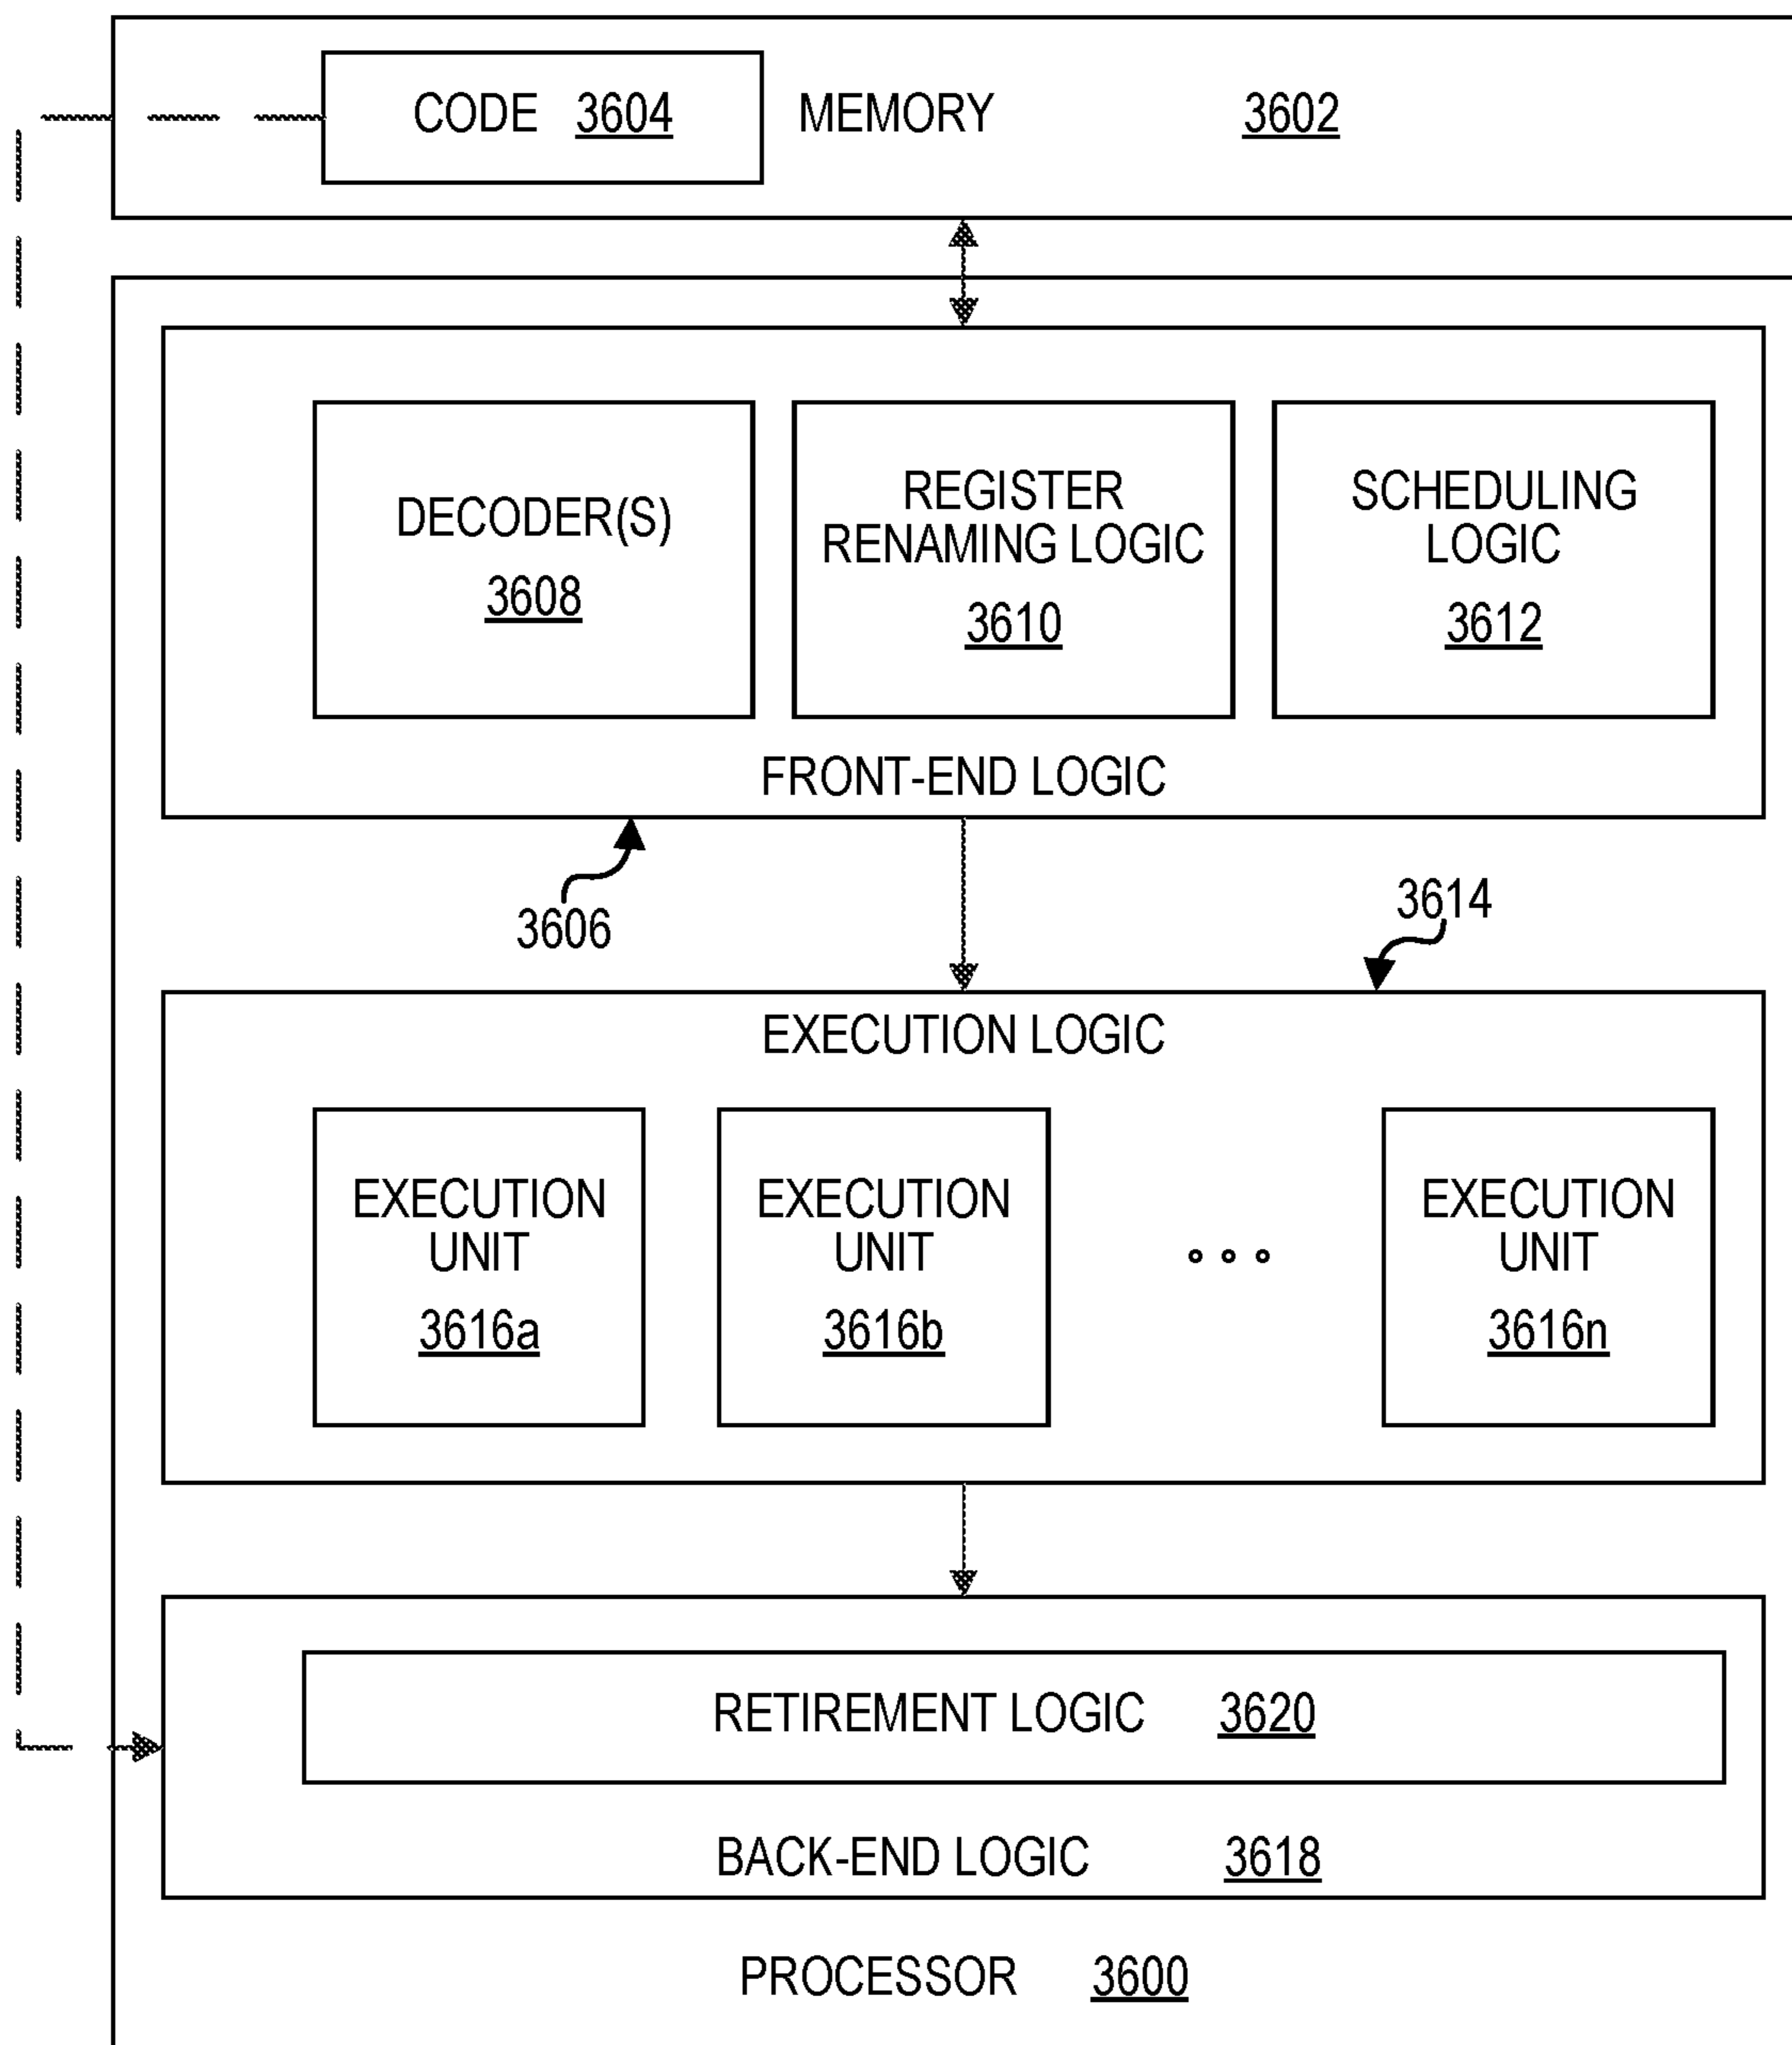 CODE 3604 MEMORY 3602
DECODER(S)
3608
REGISTER
RENAMING LOGIC
3610
SCHEDULING
LOGIC
3612
FRONT-END LOGIC
3606
3614
EXECUTION LOGIC
EXECUTION
UNIT
3616a
EXECUTION
UNIT
3616b
EXECUTION
UNIT
3616n
RETIREMENT LOGIC 3620
BACK-END LOGIC 3618
PROCESSOR 3600